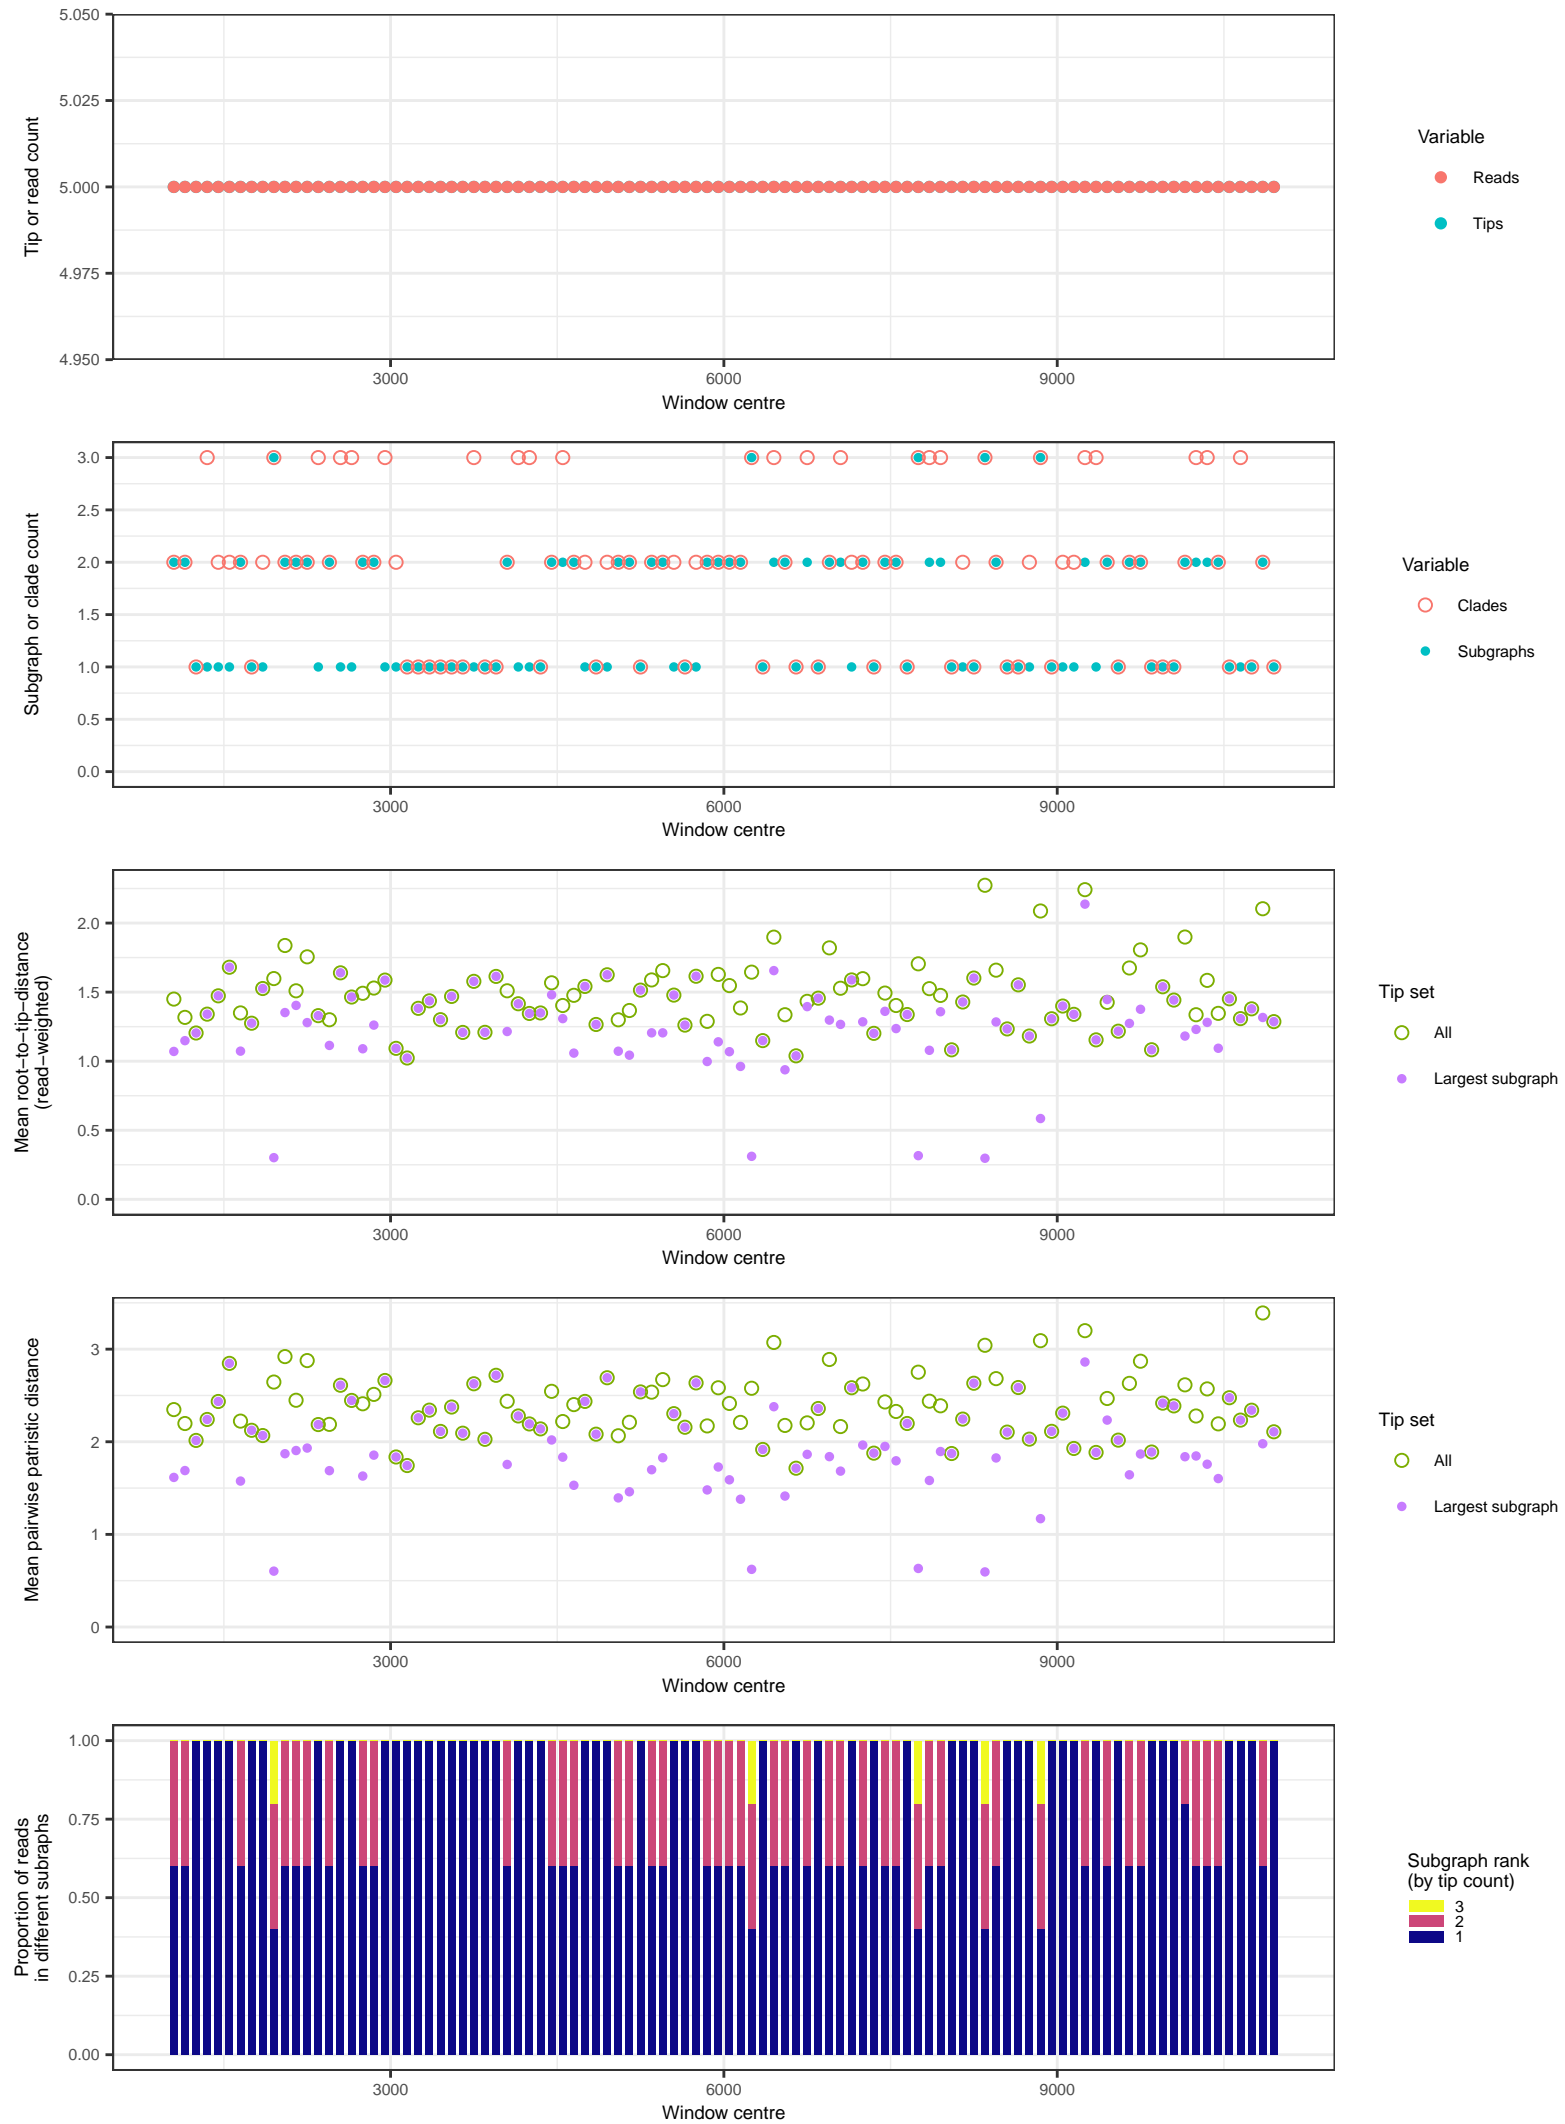 5.050
5.025
5.000
4.975
4.950
Tip or read count
3000 6000 9000
Window centre
Variable
Reads
Tips
3.0
2.5
2.0
1.5
1.0
0.5
0.0
Subgraph or clade count
3000 6000 9000
Window centre
Variable
Clades
Subgraphs
2.0
1.5
1.0
0.5
0.0
Mean root−to−tip−distance
(read−weighted)
3000 6000 9000
Window centre
Tip set
All
Largest subgraph
3
2
1
0
Mean pairwise patristic distance
3000 6000 9000
Window centre
Tip set
All
Largest subgraph
1.00
0.75
0.50
0.25
0.00
Proportion of reads
in different subraphs
3000 6000 9000
Window centre
Subgraph rank
(by tip count)
3
2
1